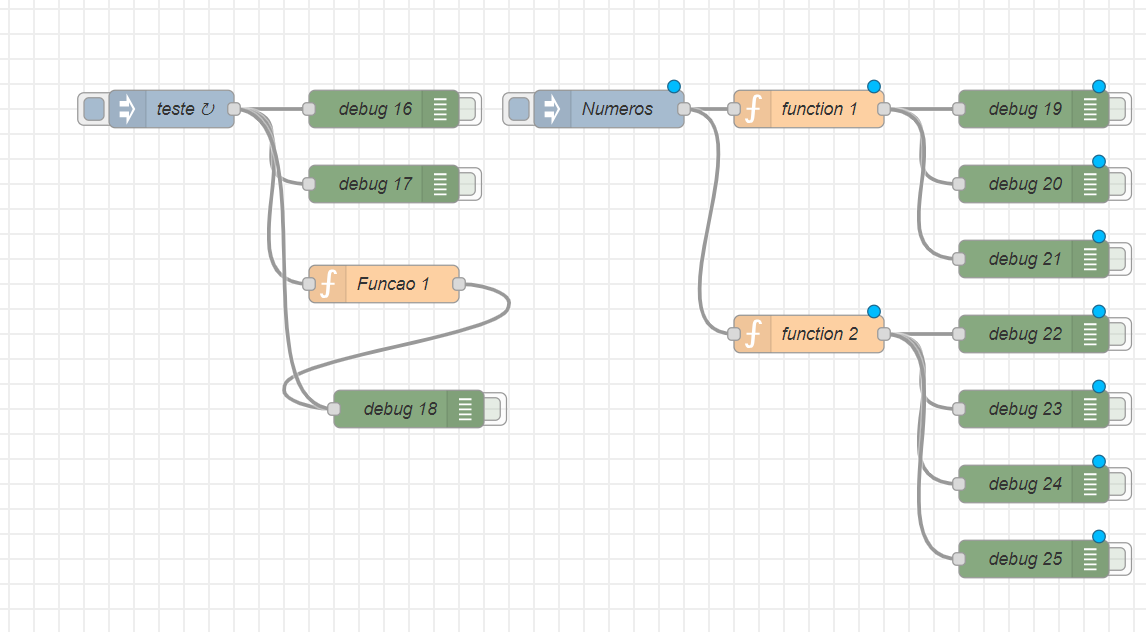 teste ↻
debug 16
Numeros
function 1
debug 19
debug 17
debug 20
debug 21
Funcao 1
function 2
debug 22
debug 18
debug 23
debug 24
debug 25